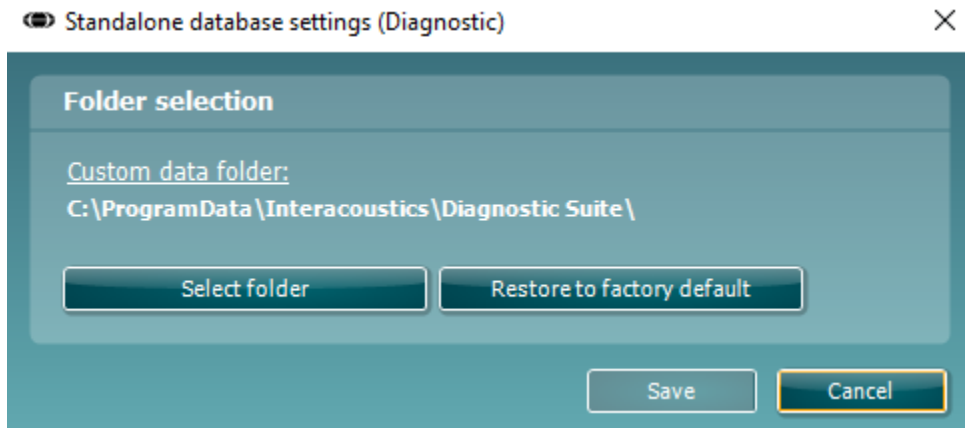 Standalone database settings (Diagnostic)
Folder selection
Custom data folder:
C:\ProgramData\Interacoustics\Diagnostic Suite\
Select folder
Restore to factory default
Save
Cancel